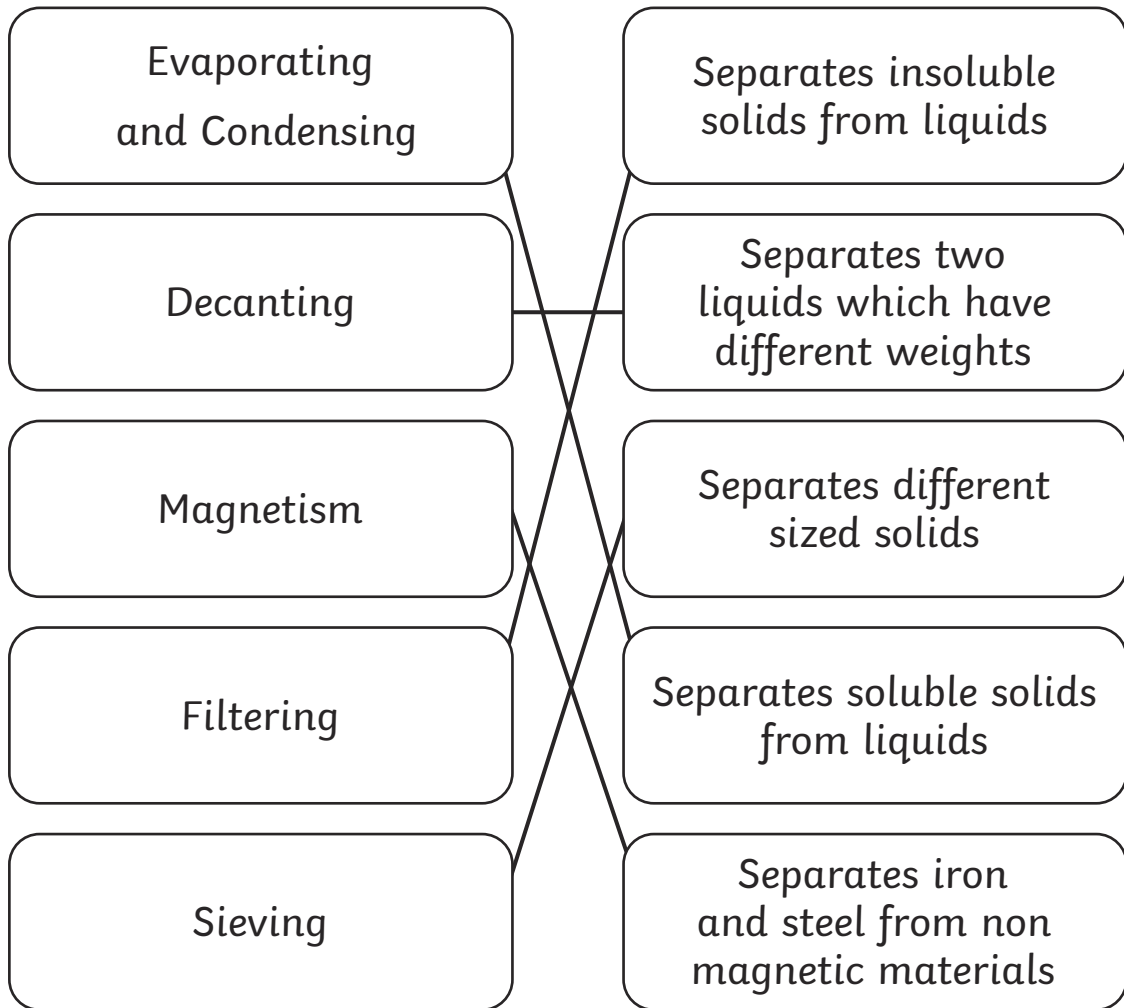 Evaporating
and Condensing
Separates insoluble
solids from liquids
Decanting
Separates two
liquids which have
different weights
Magnetism
Separates different
sized solids
Filtering
Separates soluble solids
from liquids
Sieving
Separates iron
and steel from non
magnetic materials